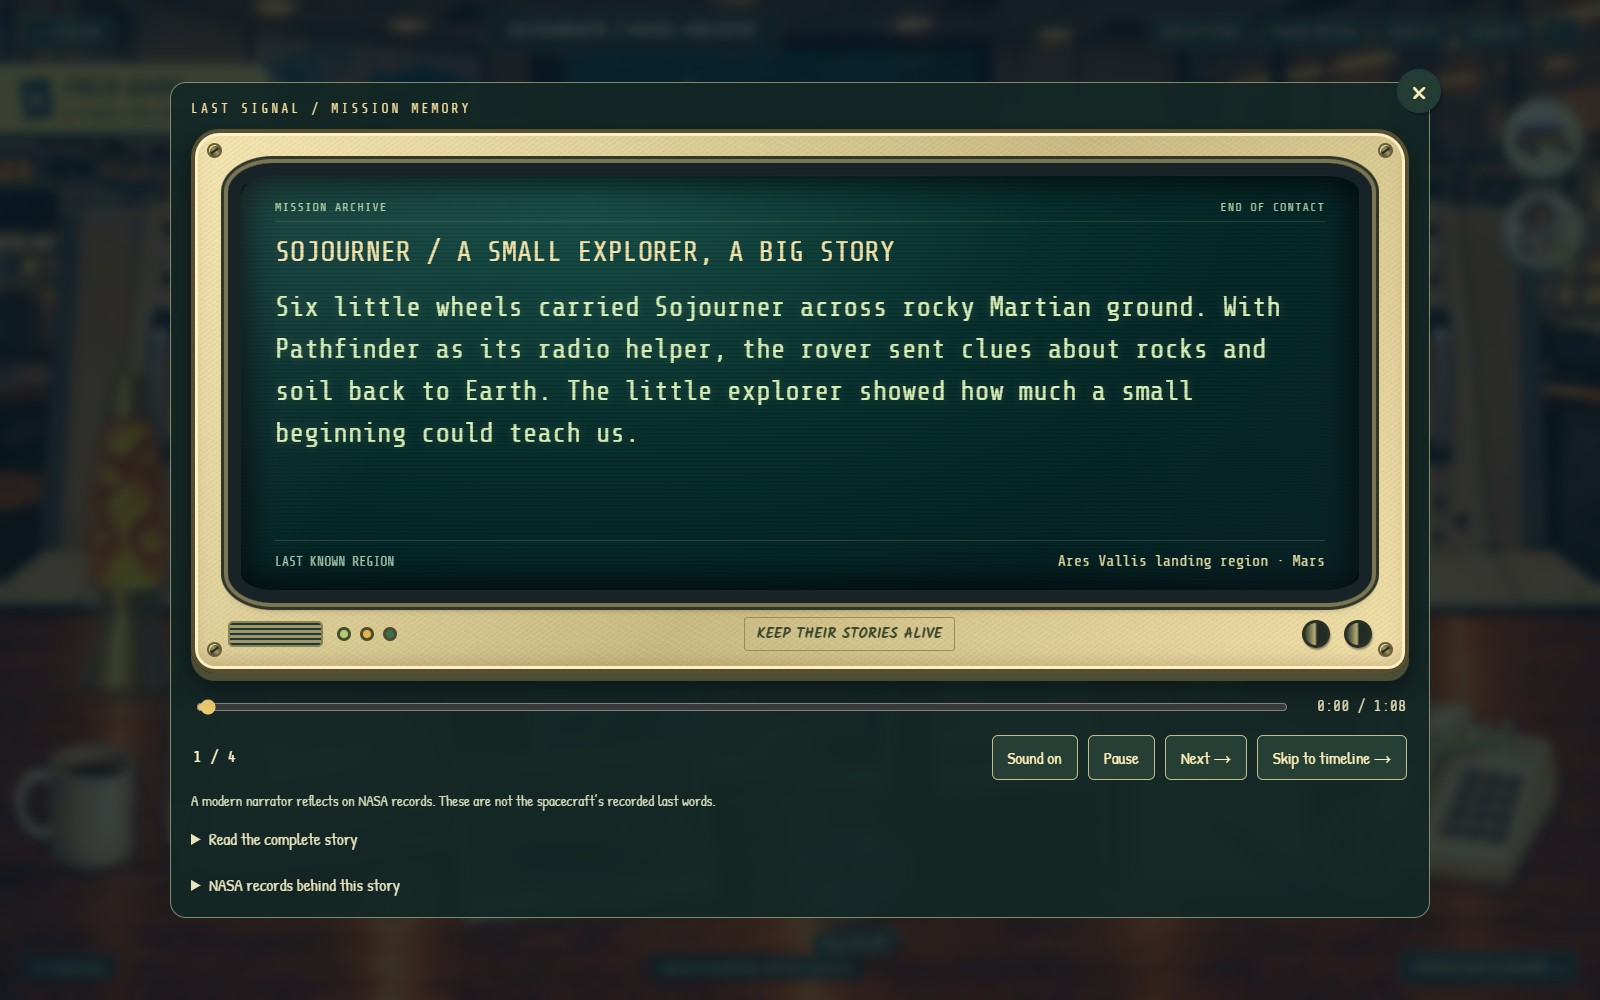 LAST SIGNAL / MISSION MEMORY
×
MISSION ARCHIVE
END OF CONTACT
SOJOURNER / A SMALL EXPLORER, A BIG STORY
Six little wheels carried Sojourner across rocky Martian ground. With
Pathfinder as its radio helper, the rover sent clues about rocks and
soil back to Earth. The little explorer showed how much a small
beginning could teach us.
LAST KNOWN REGION
Ares Vallis landing region · Mars
KEEP THEIR STORIES ALIVE
0:00 / 1:08
1 / 4
Sound on
Pause
Next →
Skip to timeline →
A modern narrator reflects on NASA records. These are not the spacecraft's recorded last words.
▶ Read the complete story
▶ NASA records behind this story